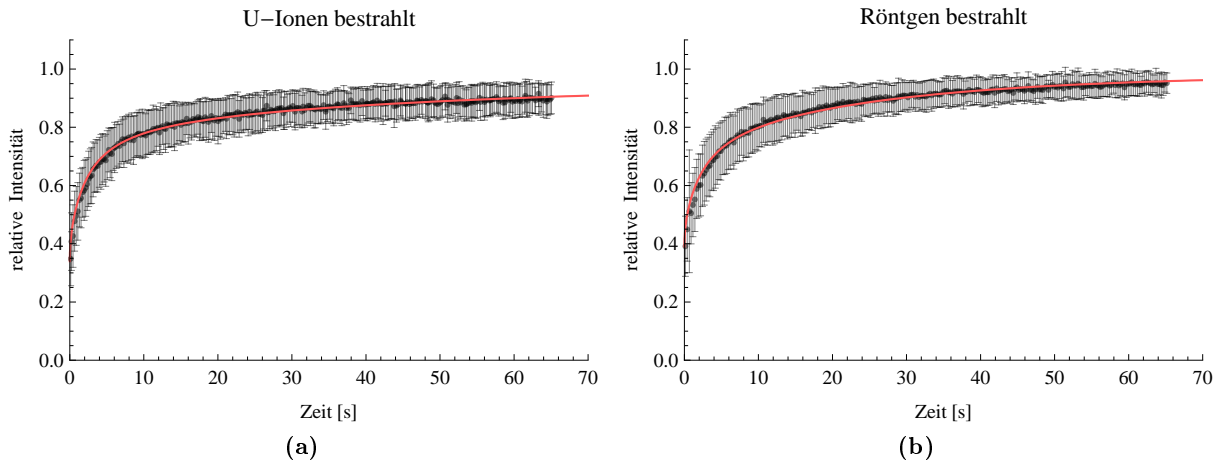 U−Ionen bestrahlt
1.0
0.8
0.6
0.4
0.2
0.0
relative Intensität
0 10 20 30 40 50 60 70
Zeit [s]
(a)
Röntgen bestrahlt
1.0
0.8
0.6
0.4
0.2
0.0
relative Intensität
0 10 20 30 40 50 60 70
Zeit [s]
(b)